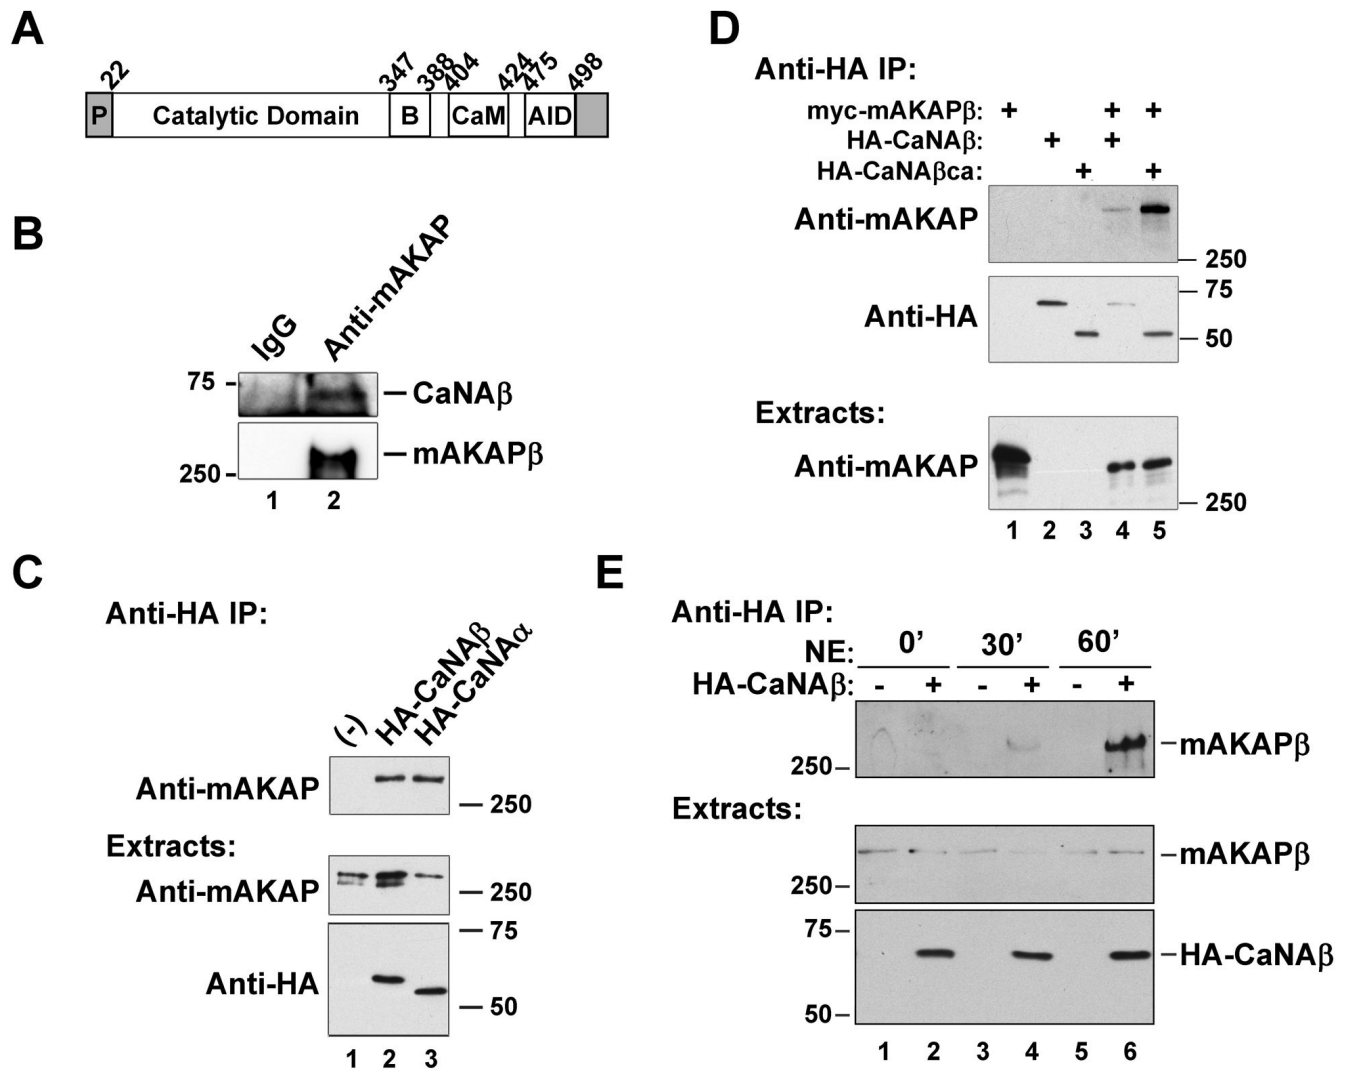 A
22 347 388 404 424 475 498
P Catalytic Domain B CaM AID
B
IgG Anti-mAKAP
75 CaNAβ
250 mAKAPβ
1 2
C
Anti-HA IP:
(-) HA-CaNAβ HA-CaNAα
Anti-mAKAP 250
Extracts:
Anti-mAKAP 250
75
Anti-HA
50
1 2 3
D
Anti-HA IP:
myc-mAKAPβ: + + +
HA-CaNAβ: + +
HA-CaNAβca: + +
Anti-mAKAP
250
75
Anti-HA
50
Extracts:
Anti-mAKAP
250
1 2 3 4 5
E
Anti-HA IP:
NE: 0’ 30’ 60’
HA-CaNAβ: - + - + - +
mAKAPβ
250
Extracts:
mAKAPβ
250
75
HA-CaNAβ
50
1 2 3 4 5 6